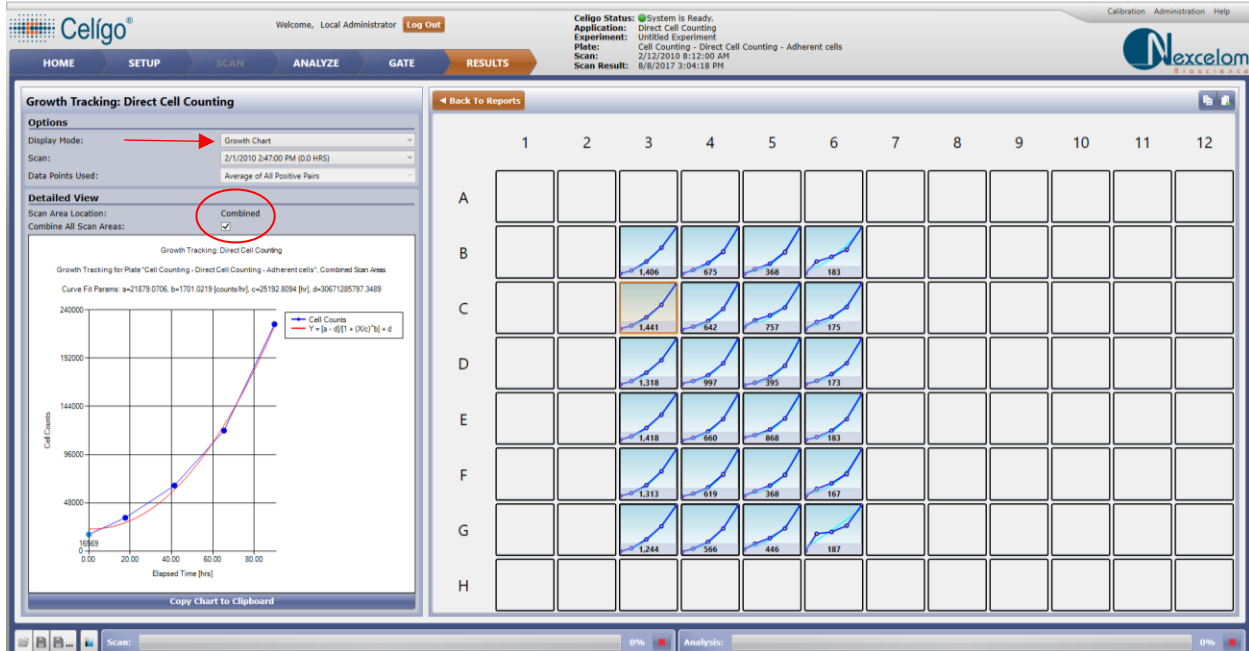 Celígo®
Welcome, Local Administrator Log Out
Celigo Status: System is Ready.
Application: Direct Cell Counting
Experiment: Untitled Experiment
Plate: Cell Counting - Direct Cell Counting - Adherent cells
Scan: 2/12/2010 8:12:00 AM
Scan Result: 8/8/2017 3:04:18 PM
Calibration Administration Help
Nexcelom
Bioscience
HOME SETUP SCAN ANALYZE GATE RESULTS
Growth Tracking: Direct Cell Counting
Options
Display Mode: Growth Chart
Scan: 2/1/2010 2:47:00 PM (0.0 HRS)
Data Points Used: Average of All Positive Pairs
Detailed View
Scan Area Location: Combined
Combine All Scan Areas:
Growth Tracking: Direct Cell Counting
Growth Tracking for Plate "Cell Counting - Direct Cell Counting - Adherent cells", Combined Scan Areas
Curve Fit Params: a=21879.0706, b=1701.0219 [counts/hr], c=25192.8094 [hr], d=30671285797.3489
240000
192000
144000
96000
48000
0
Cell Counts
16969
Cell Counts
Y = [a - d]/[1 + (X/c)^b] + d
0.00 20.00 40.00 60.00 80.00
Elapsed Time [hrs]
Copy Chart to Clipboard
Back To Reports
1 2 3 4 5 6 7 8 9 10 11 12
A
B 1,406 675 368 183
C 1,441 642 757 175
D 1,318 997 395 173
E 1,418 660 868 183
F 1,313 619 368 167
G 1,244 566 446 187
H
Scan: 0% Analysis: 0%